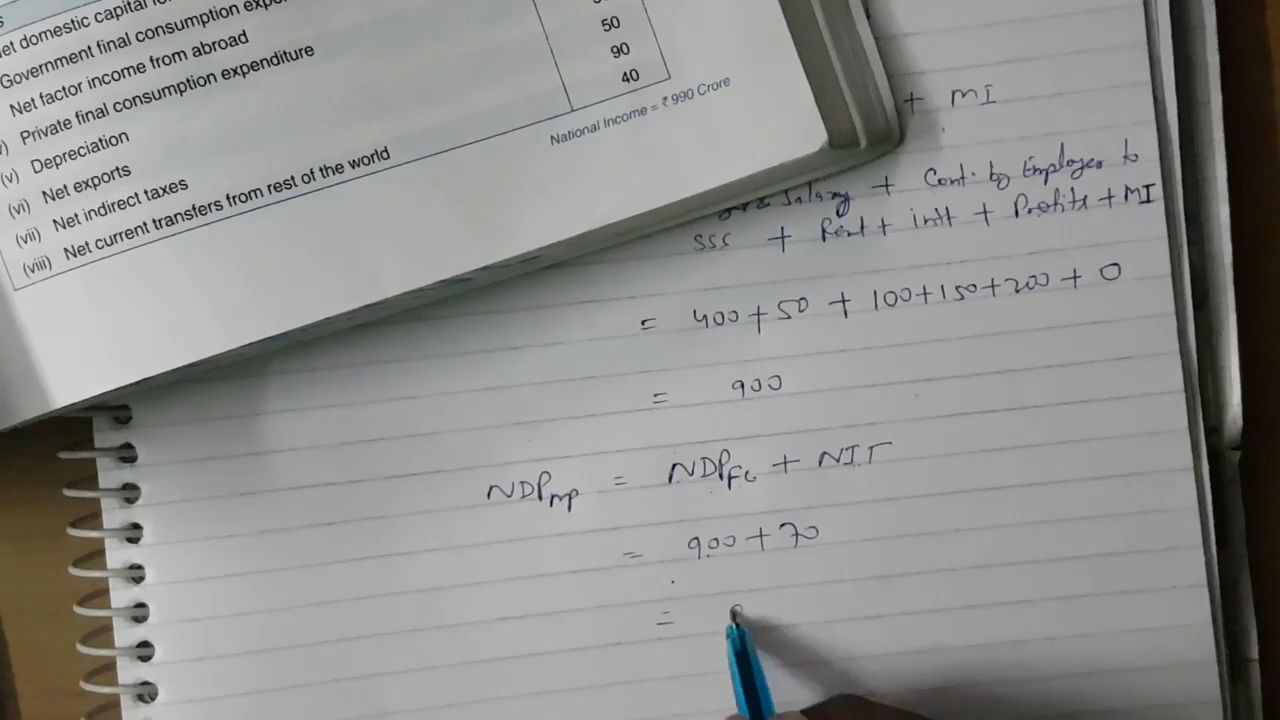 s
et domestic capital
Government final consumption
Net factor income from abroad
) Private final consumption expenditure
(v) Depreciation
(vi) Net exports
(vii) Net indirect taxes
(viii) Net current transfers from rest of the world
50
90
40
National Income = ₹ 990 Crore
+ MI
Salary + Cont. by Employer to
SSC + Rent + Intt + Profits + MI
= 400 + 50 + 100 + 150 + 200 + 0
= 900
NDPMP = NDPFC + NIT
= 900 + 70
=